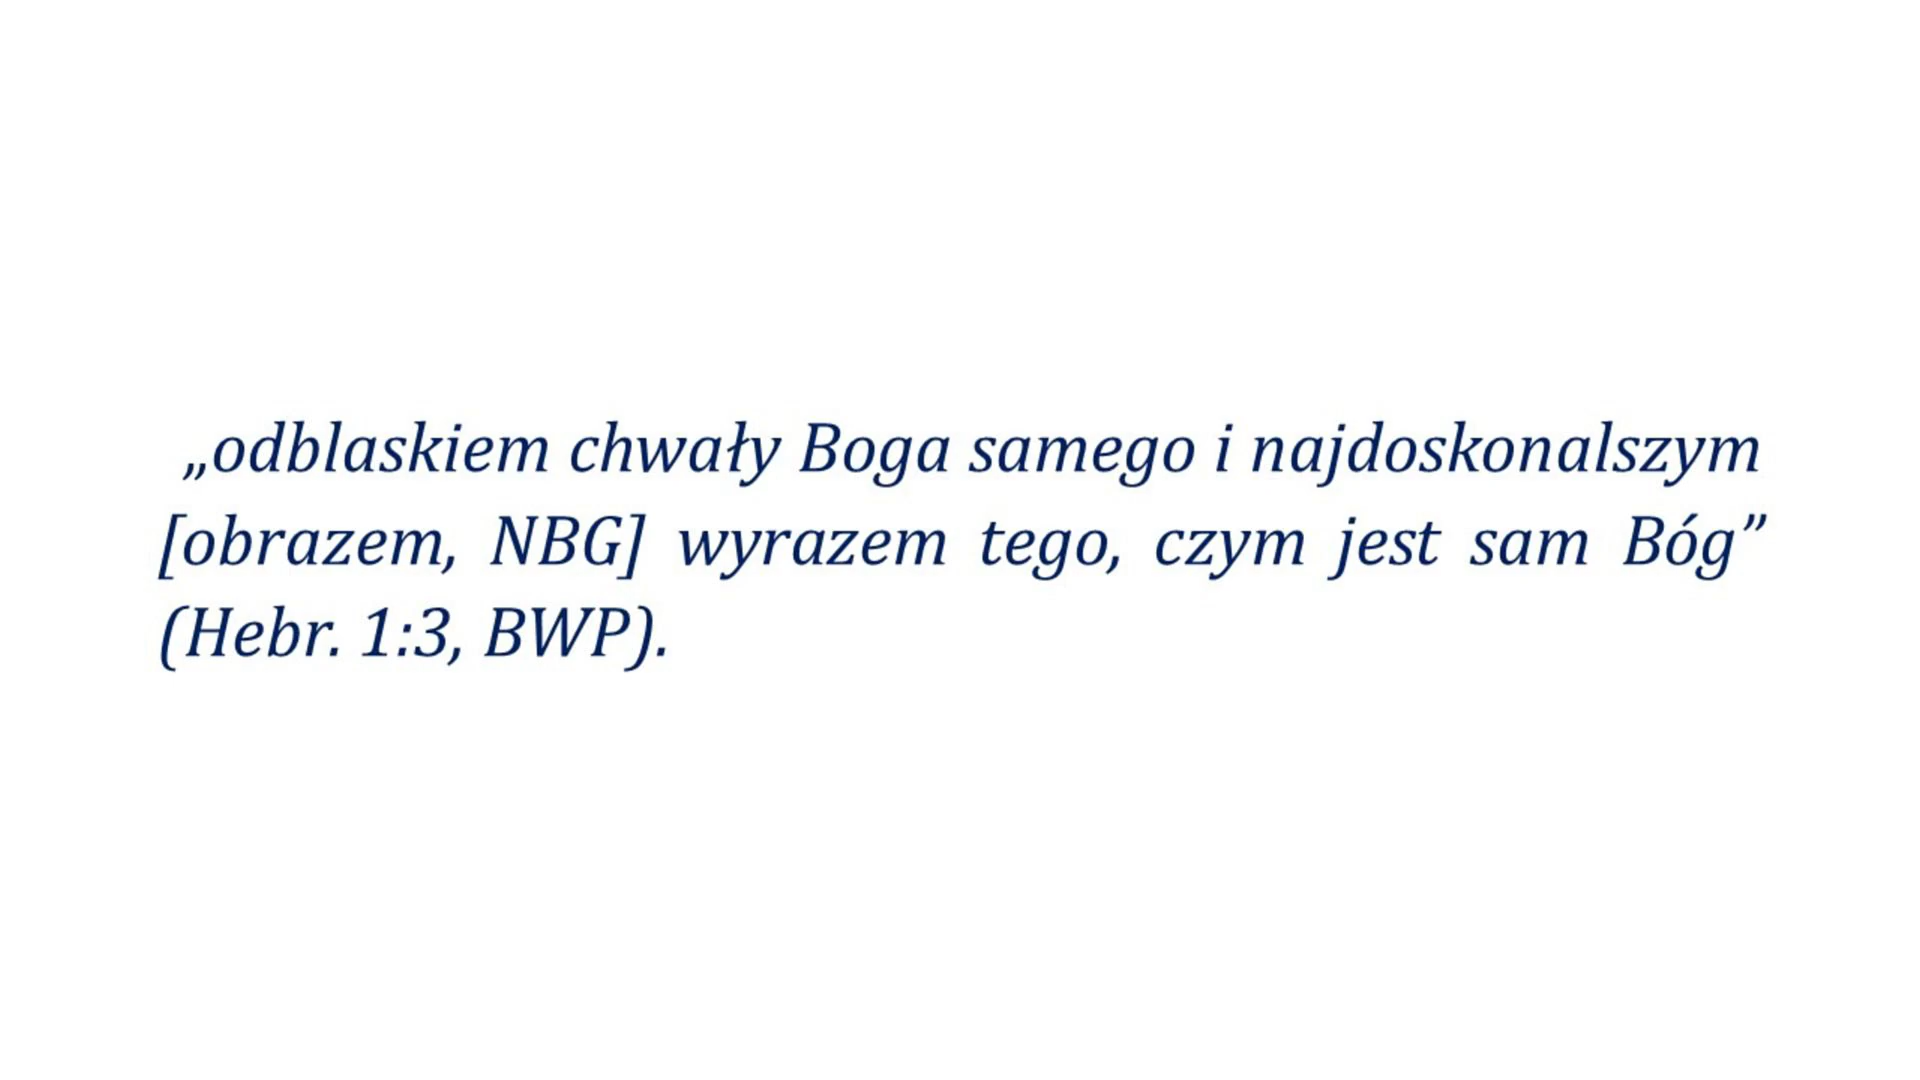 „odblaskiem chwały Boga samego i najdoskonalszym
[obrazem, NBG] wyrazem tego, czym jest sam Bóg”
(Hebr. 1:3, BWP).